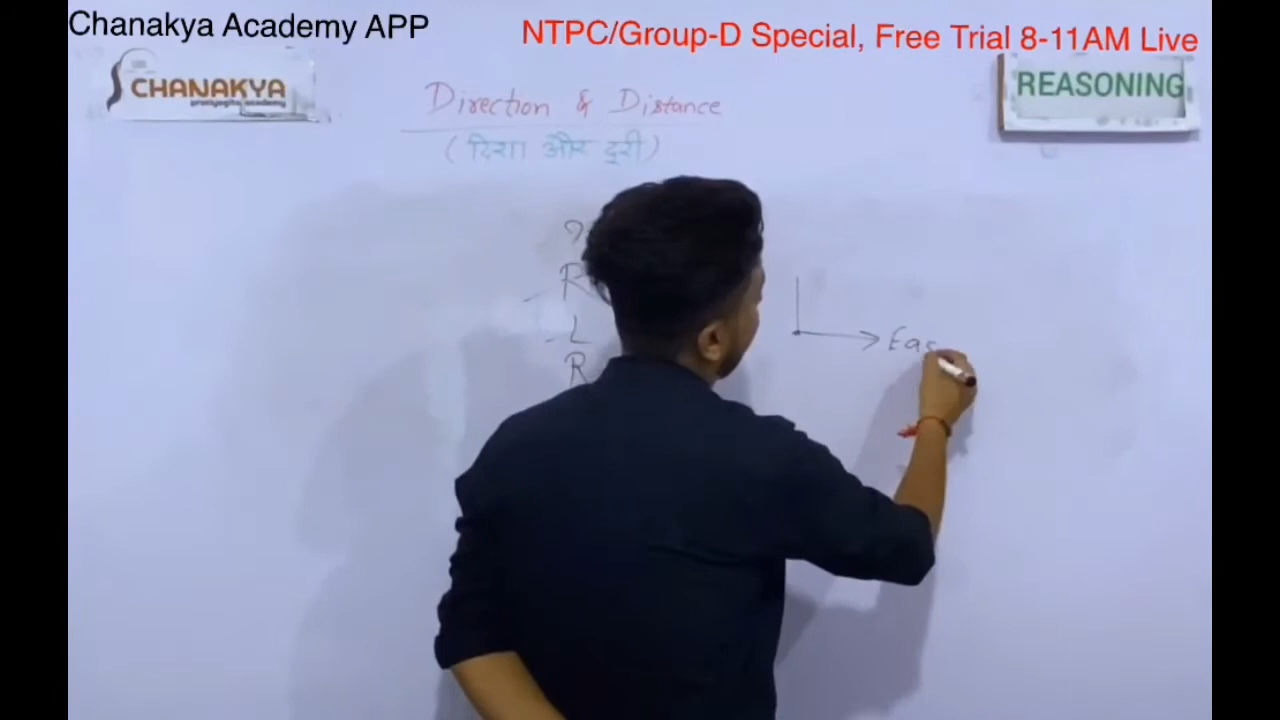 Chanakya Academy APP
NTPC/Group-D Special, Free Trial 8-11AM Live
CHANAKYA
pratiyogita academy
REASONING
Direction & Distance
(दिशा और दूरी)
R
L
R
Eas